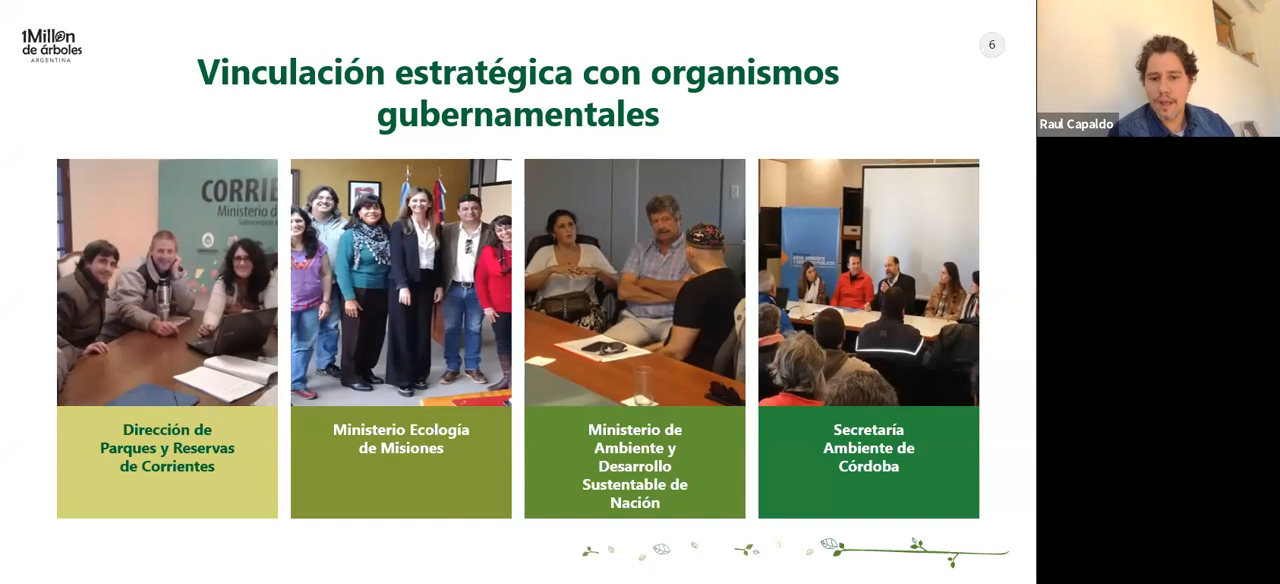 1Millón
de árboles
ARGENTINA
6
Vinculación estratégica con organismos
gubernamentales
Raul Capaldo
CORRIE
Ministerio d
Dirección de
Parques y Reservas
de Corrientes
Ministerio Ecología
de Misiones
Ministerio de
Ambiente y
Desarrollo
Sustentable de
Nación
Secretaría
Ambiente de
Córdoba